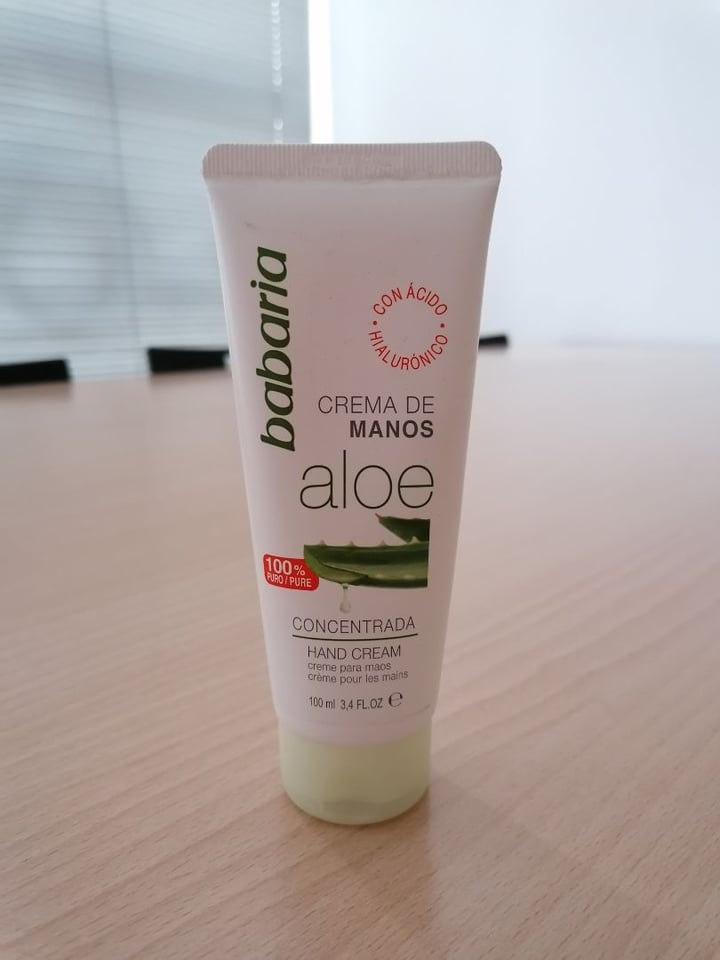 babaria
CON ÁCIDO
• HIALURÓNICO •
CREMA DE
MANOS
aloe
100%
PURO/PURE
CONCENTRADA
HAND CREAM
creme para maos
crème pour les mains
100 ml 3,4 FL.OZ ℮